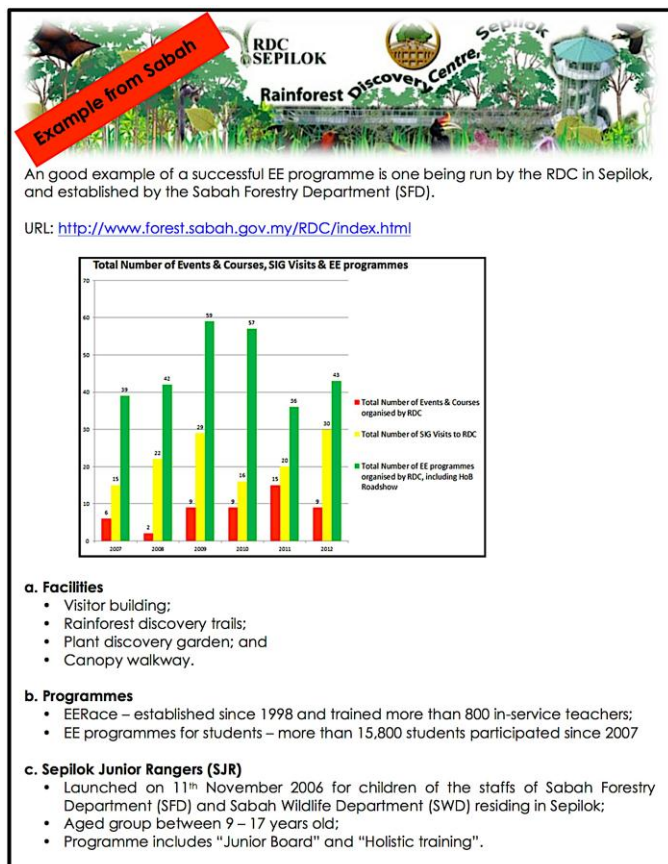 Example from Sabah
RDC
SEPILOK
Rainforest Discovery Centre, Sepilok
An good example of a successful EE programme is one being run by the RDC in Sepilok,
and established by the Sabah Forestry Department (SFD).
URL: http://www.forest.sabah.gov.my/RDC/index.html
Total Number of Events & Courses, SIG Visits & EE programmes
70
60
50
40
30
20
10
0
6
15
39
2
22
42
9
29
59
9
16
57
15
20
36
9
30
43
2007
2008
2009
2010
2011
2012
Total Number of Events & Courses
organised by RDC
Total Number of SIG Visits to RDC
Total Number of EE programmes
organised by RDC, including HoB
Roadshow
a. Facilities
• Visitor building;
• Rainforest discovery trails;
• Plant discovery garden; and
• Canopy walkway.
b. Programmes
• EERace – established since 1998 and trained more than 800 in-service teachers;
• EE programmes for students – more than 15,800 students participated since 2007
c. Sepilok Junior Rangers (SJR)
• Launched on 11th November 2006 for children of the staffs of Sabah Forestry
Department (SFD) and Sabah Wildlife Department (SWD) residing in Sepilok;
• Aged group between 9 – 17 years old;
• Programme includes “Junior Board” and “Holistic training”.